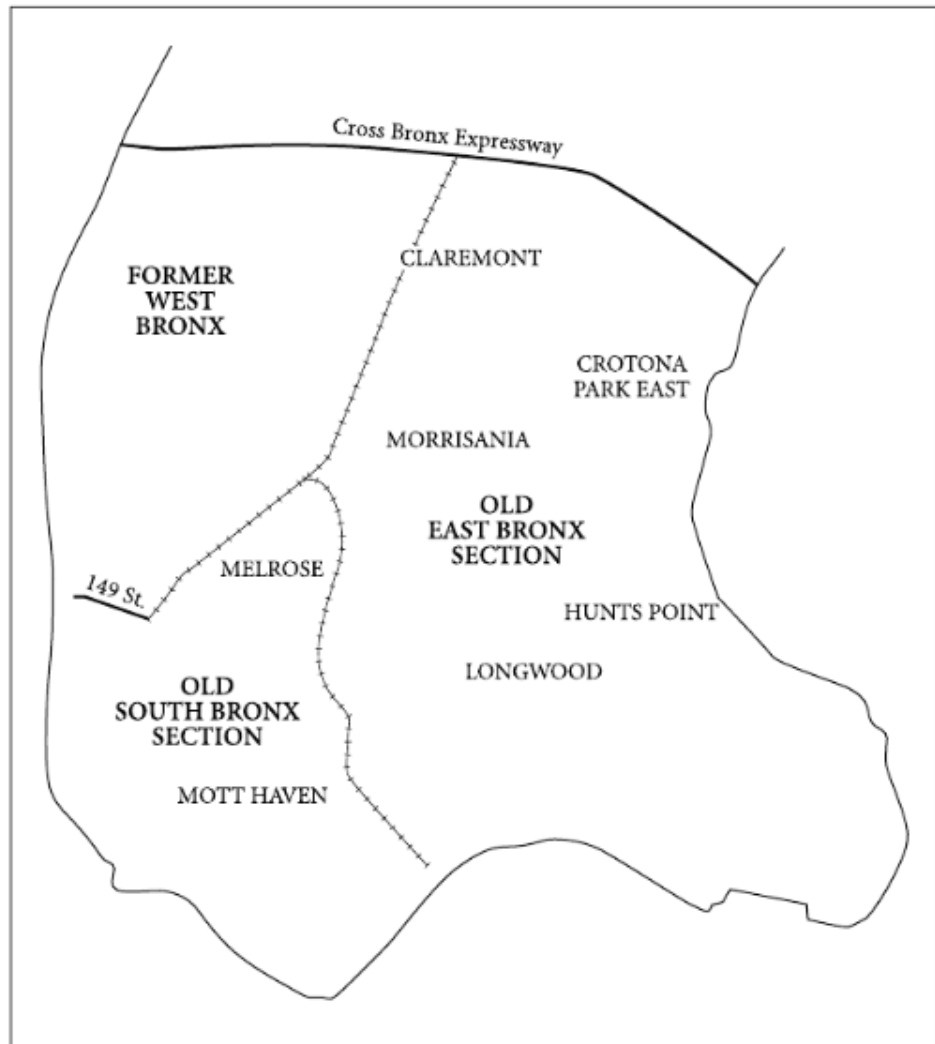 Cross Bronx Expressway
CLAREMONT
FORMER
WEST
BRONX
CROTONA
PARK EAST
MORRISANIA
OLD
EAST BRONX
SECTION
MELROSE
149 St.
HUNTS POINT
LONGWOOD
OLD
SOUTH BRONX
SECTION
MOTT HAVEN